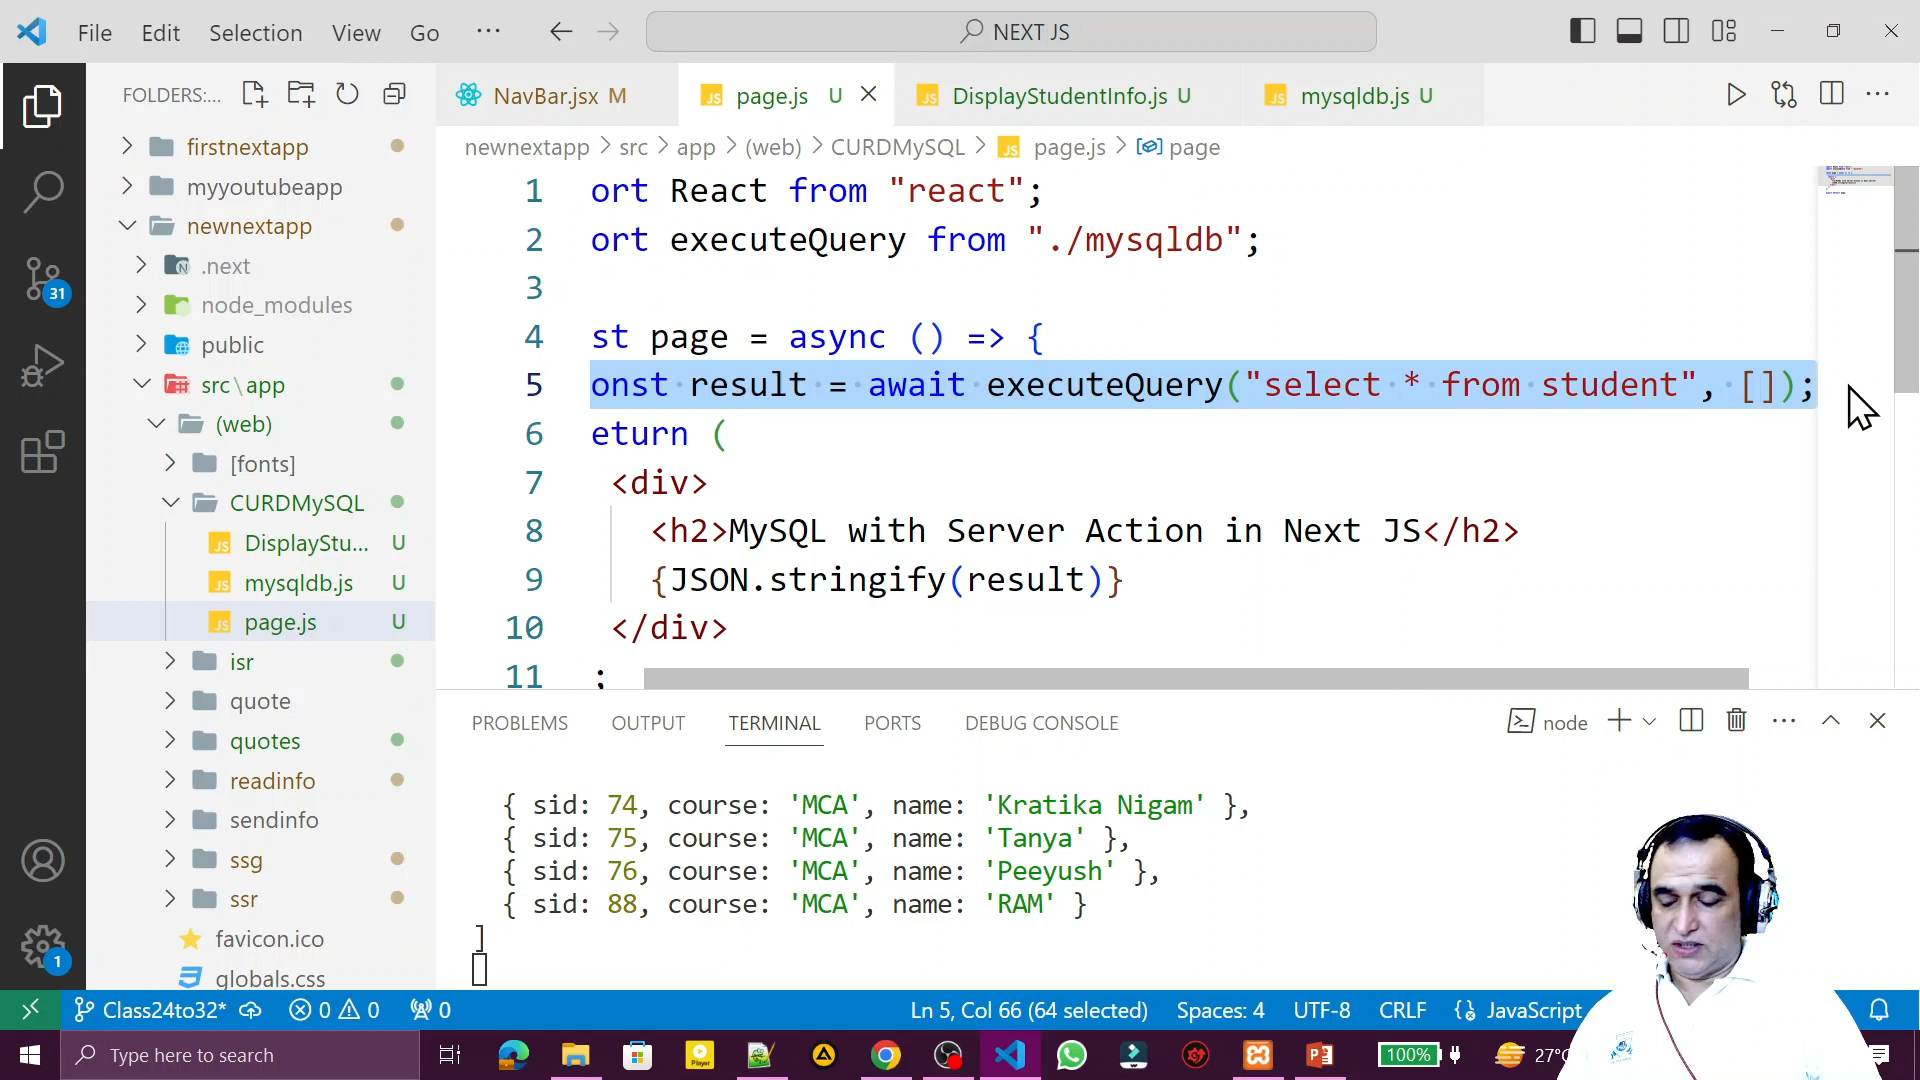 File Edit Selection View Go ··· NEXT JS
FOLDERS:...
NavBar.jsx M
page.js U
DisplayStudentInfo.js U
mysqldb.js U
newnextapp > src > app > (web) > CURDMySQL > JS page.js > page
firstnextapp
myyoutubeapp
newnextapp
.next
node_modules
public
src\app
(web)
[fonts]
CURDMySQL
DisplayStu... U
mysqldb.js U
page.js U
isr
quote
quotes
readinfo
sendinfo
ssg
ssr
favicon.ico
globals.css
31
1
1 ort React from "react";
2 ort executeQuery from "./mysqldb";
3
4 st page = async () => {
5 onst result = await executeQuery("select * from student", []);
6 eturn (
7 <div>
8 <h2>MySQL with Server Action in Next JS</h2>
9 {JSON.stringify(result)}
10 </div>
11 ;
PROBLEMS OUTPUT TERMINAL PORTS DEBUG CONSOLE node
{ sid: 74, course: 'MCA', name: 'Kratika Nigam' },
{ sid: 75, course: 'MCA', name: 'Tanya' },
{ sid: 76, course: 'MCA', name: 'Peeyush' },
{ sid: 88, course: 'MCA', name: 'RAM' }
]
Class24to32* 0 0 0 Ln 5, Col 66 (64 selected) Spaces: 4 UTF-8 CRLF {} JavaScript
Type here to search 100% 27°C